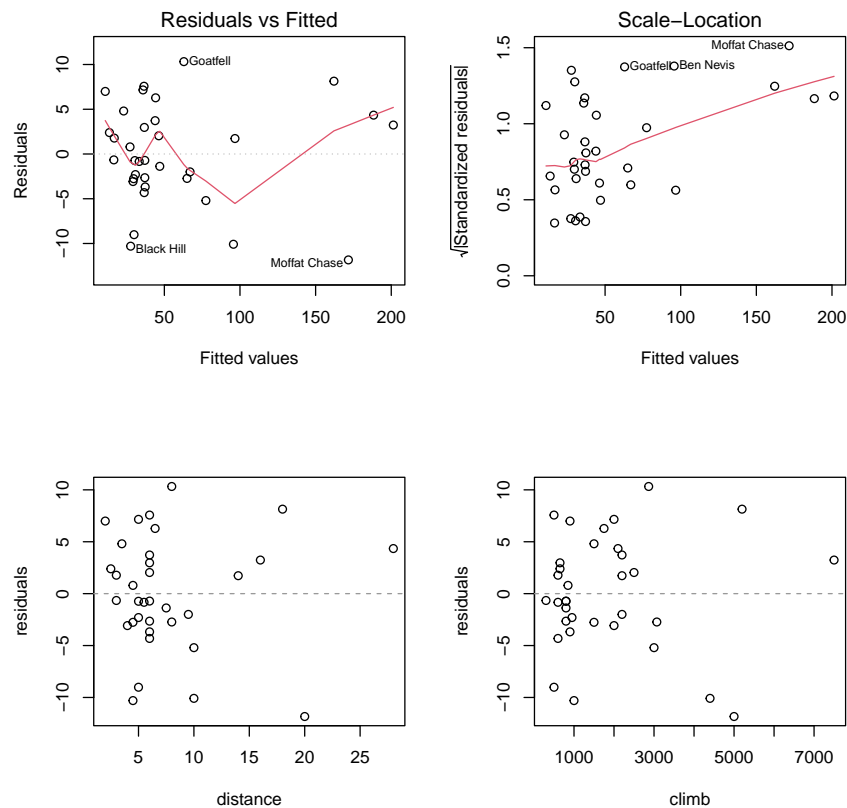 Residuals vs Fitted
Residuals
10
5
0
−5
−10
Goatfell
Black Hill
Moffat Chase
50 100 150 200
Fitted values
Scale−Location
√|Standardized residuals|
1.5
1.0
0.5
0.0
Moffat Chase
Goatfell
Ben Nevis
50 100 150 200
Fitted values
residuals
10
5
0
−5
−10
5 10 15 20 25
distance
residuals
10
5
0
−5
−10
1000 3000 5000 7000
climb